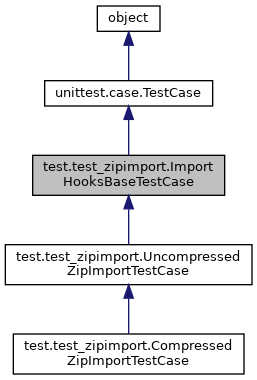 object
unittest.case.TestCase
test.test_zipimport.Import
HooksBaseTestCase
test.test_zipimport.Uncompressed
ZipImportTestCase
test.test_zipimport.Compressed
ZipImportTestCase